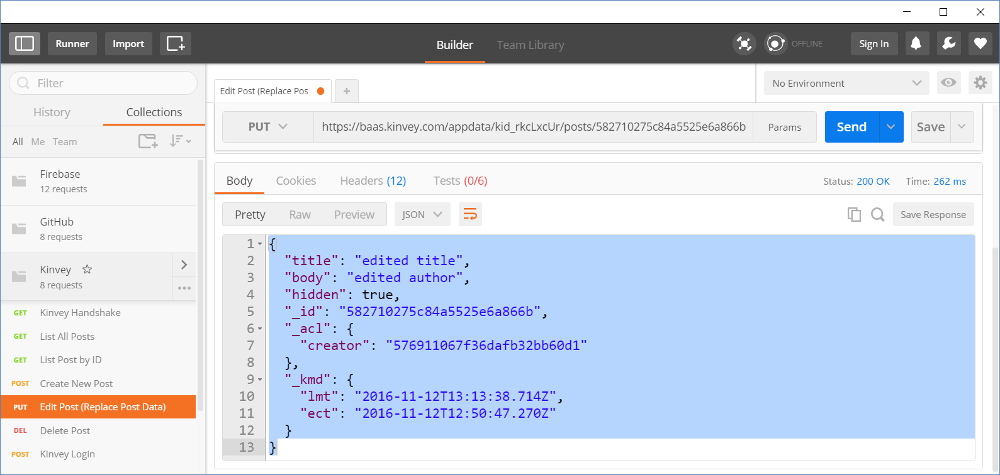 Runner Import Builder Team Library OFFLINE Sign In
Filter
History Collections
All Me Team
Firebase
12 requests
GitHub
8 requests
Kinvey
8 requests
GET Kinvey Handshake
GET List All Posts
GET List Post by ID
POST Create New Post
PUT Edit Post (Replace Post Data)
DEL Delete Post
POST Kinvey Login
Edit Post (Replace Pos
No Environment
PUT https://baas.kinvey.com/appdata/kid_rkcLxcUr/posts/582710275c84a5525e6a866b Params Send Save
Body Cookies Headers (12) Tests (0/6) Status: 200 OK Time: 262 ms
Pretty Raw Preview JSON Save Response
1 {
2 "title": "edited title",
3 "body": "edited author",
4 "hidden": true,
5 "_id": "582710275c84a5525e6a866b",
6 "_acl": {
7 "creator": "576911067f36dafb32bb60d1"
8 },
9 "_kmd": {
10 "lmt": "2016-11-12T13:13:38.714Z",
11 "ect": "2016-11-12T12:50:47.270Z"
12 }
13 }